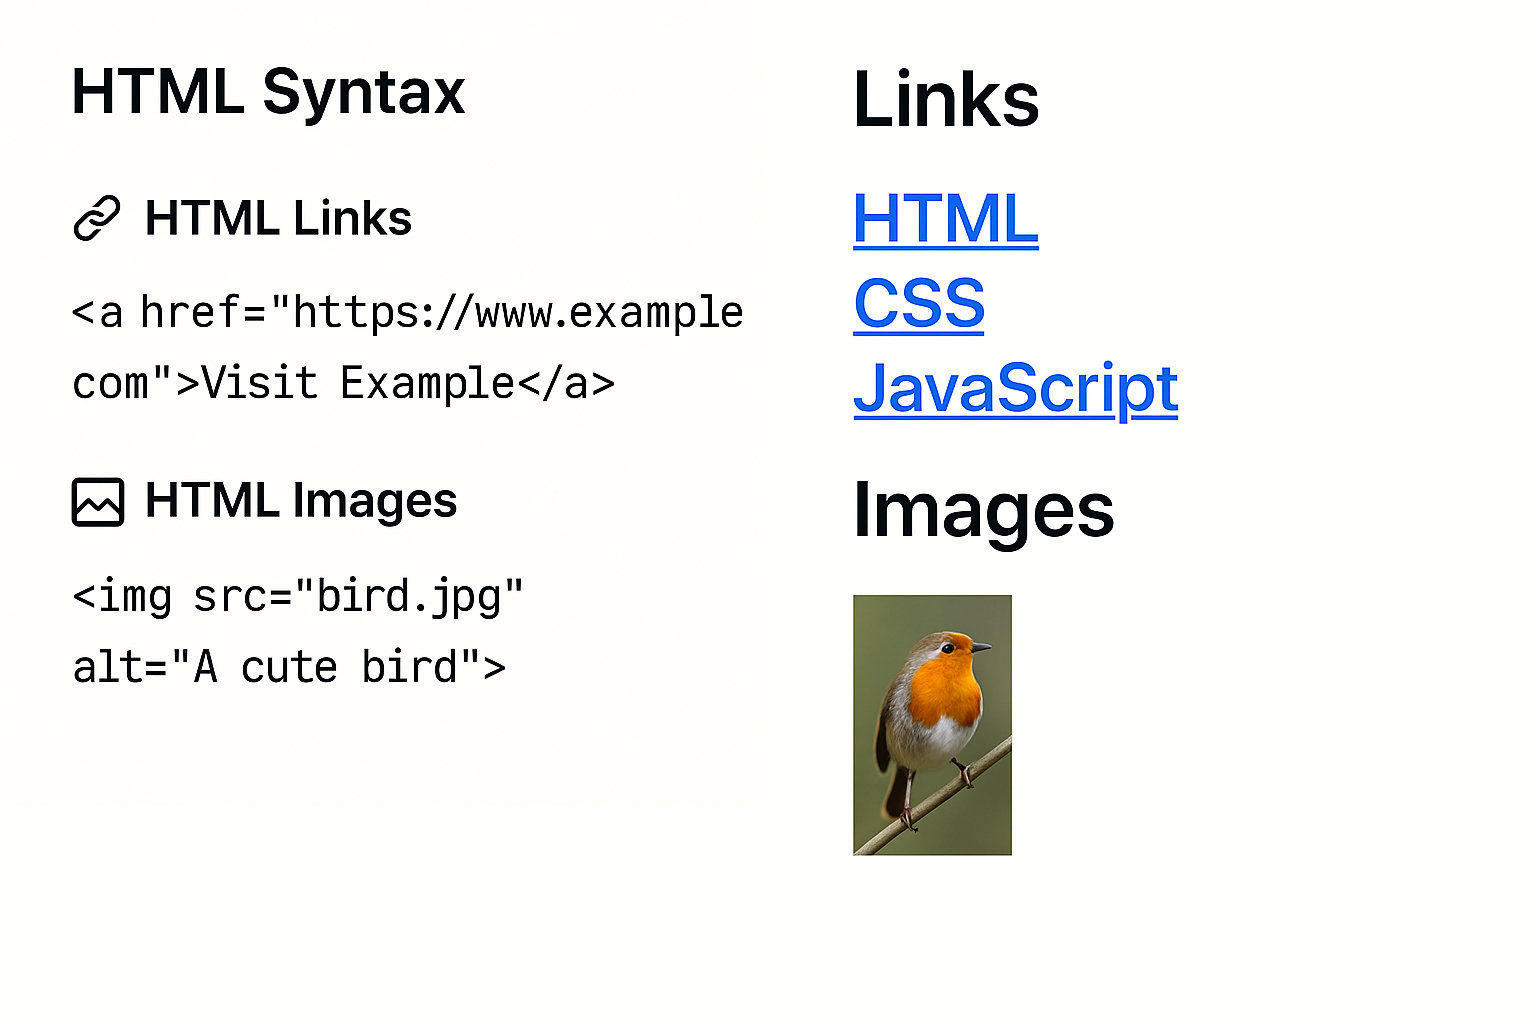 HTML Syntax
HTML Links
<a href="https://www.example
com">Visit Example</a>
HTML Images
<img src="bird.jpg"
alt="A cute bird">
Links
HTML
CSS
JavaScript
Images